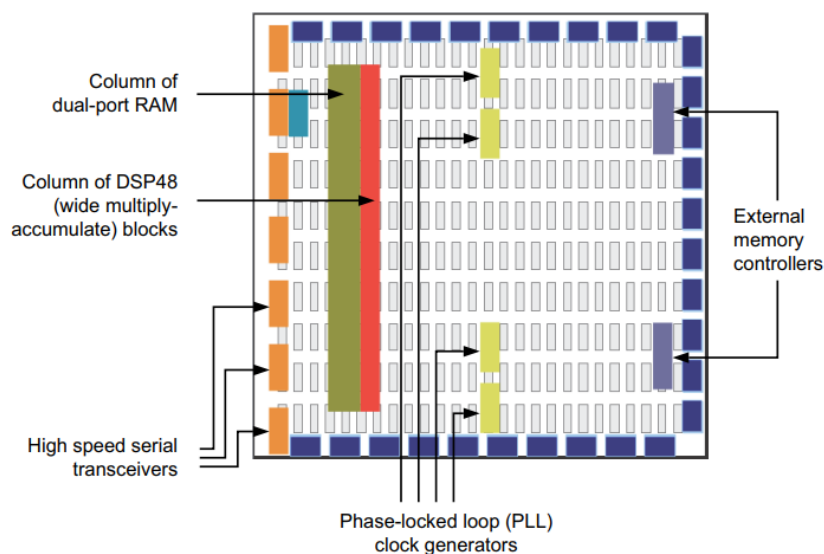 Column of
dual-port RAM
Column of DSP48
(wide multiply-
accumulate) blocks
High speed serial
transceivers
External
memory
controllers
Phase-locked loop (PLL)
clock generators